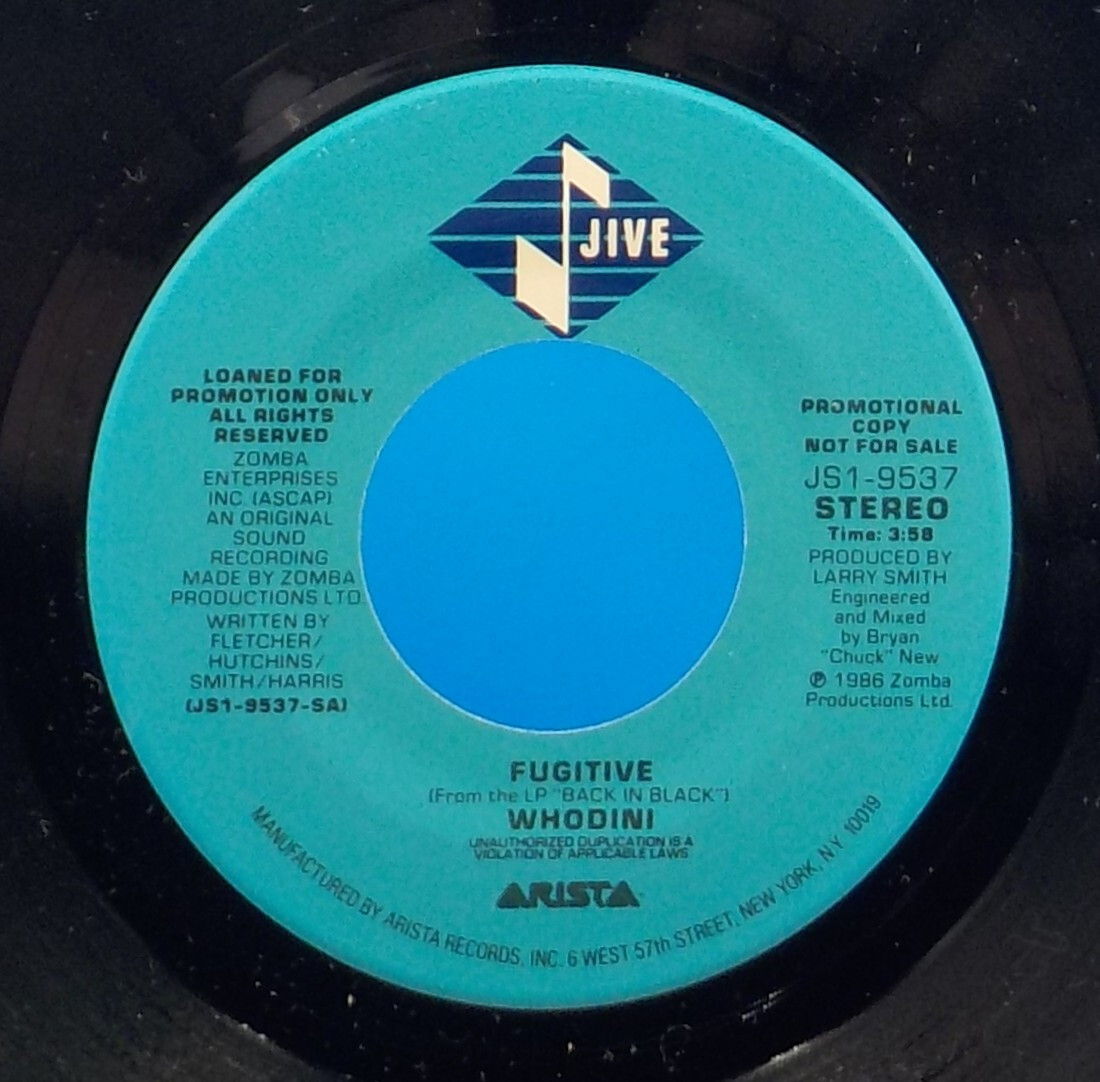 JIVE
LOANED FOR
PROMOTION ONLY
ALL RIGHTS
RESERVED
ZOMBA
ENTERPRISES
INC. (ASCAP)
AN ORIGINAL
SOUND
RECORDING
MADE BY ZOMBA
PRODUCTIONS LTD.
WRITTEN BY
FLETCHER/
HUTCHINS/
SMITH/HARRIS
(JS1-9537-SA)
PROMOTIONAL
COPY
NOT FOR SALE
JS1-9537
STEREO
Time: 3:58
PRODUCED BY
LARRY SMITH
Engineered
and Mixed
by Bryan
"Chuck" New
℗ 1986 Zomba
Productions Ltd.
FUGITIVE
(From the LP "BACK IN BLACK")
WHODINI
UNAUTHORIZED DUPLICATION IS A
VIOLATION OF APPLICABLE LAWS
ARISTA
MANUFACTURED BY ARISTA RECORDS, INC. 6 WEST 57th STREET, NEW YORK, N.Y. 10019